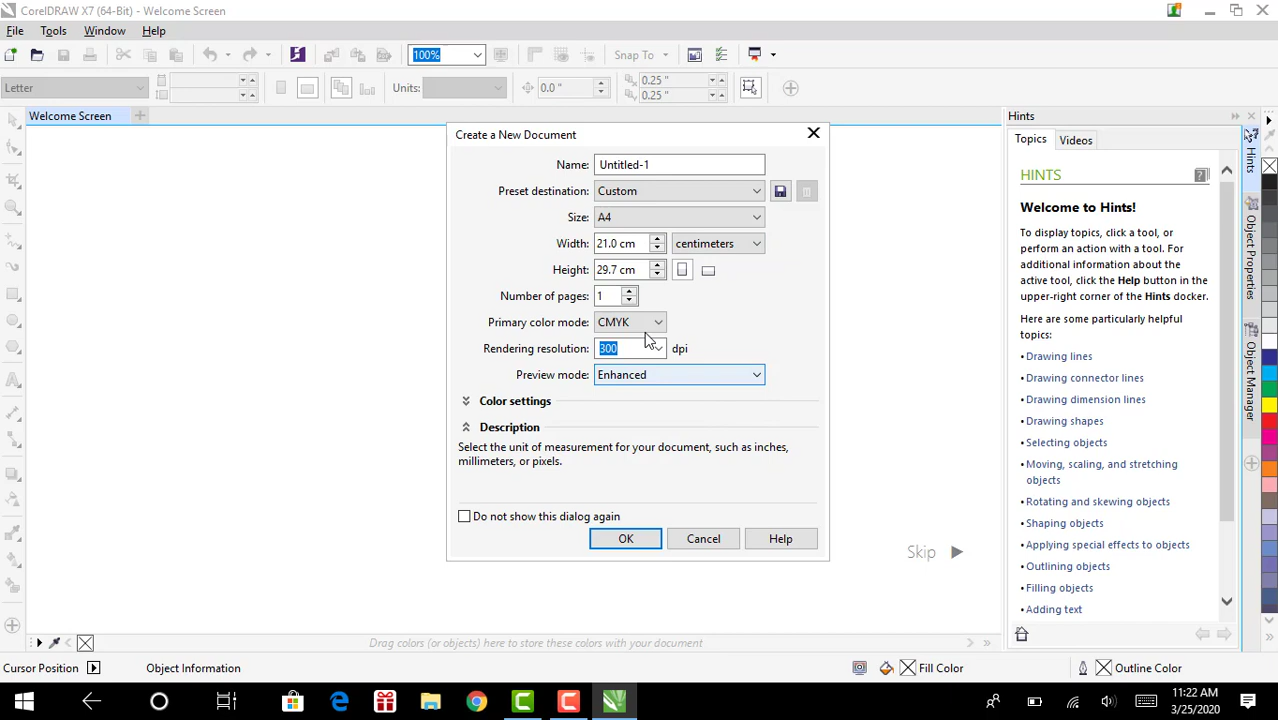 CorelDRAW X7 (64-Bit) - Welcome Screen
File Tools Window Help
100% Snap To
Letter Units: 0.0 " 0.25 "
0.25 "
Welcome Screen
Hints
Create a New Document
Name: Untitled-1
Preset destination: Custom
Size: A4
Width: 21.0 cm centimeters
Height: 29.7 cm
Number of pages: 1
Primary color mode: CMYK
Rendering resolution: 300 dpi
Preview mode: Enhanced
Color settings
Description
Select the unit of measurement for your document, such as inches,
millimeters, or pixels.
Do not show this dialog again
OK Cancel Help
Skip
Topics Videos
HINTS
Welcome to Hints!
To display topics, click a tool, or
perform an action with a tool. For
additional information about the
active tool, click the Help button in the
upper-right corner of the Hints docker.
Here are some particularly helpful
topics:
• Drawing lines
• Drawing connector lines
• Drawing dimension lines
• Drawing shapes
• Selecting objects
• Moving, scaling, and stretching
objects
• Rotating and skewing objects
• Shaping objects
• Applying special effects to objects
• Outlining objects
• Filling objects
• Adding text
Hints
Object Properties
Object Manager
Drag colors (or objects) here to store these colors with your document
Cursor Position Object Information Fill Color Outline Color
11:22 AM
3/25/2020